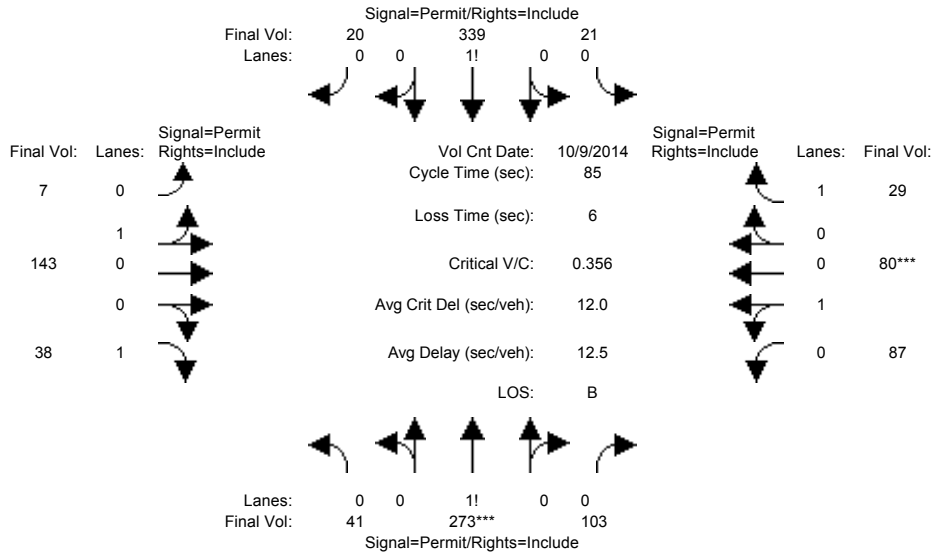 Signal=Permit/Rights=Include
Final Vol: 20 339 21
Lanes: 0 0 1! 0 0
Signal=Permit Signal=Permit
Final Vol: Lanes: Rights=Include Vol Cnt Date: 10/9/2014 Rights=Include Lanes: Final Vol:
Cycle Time (sec): 85
7 0 1 29
Loss Time (sec): 6
1 0
143 0 Critical V/C: 0.356 0 80***
0 Avg Crit Del (sec/veh): 12.0 1
38 1 Avg Delay (sec/veh): 12.5 0 87
LOS: B
Lanes: 0 0 1! 0 0
Final Vol: 41 273*** 103
Signal=Permit/Rights=Include